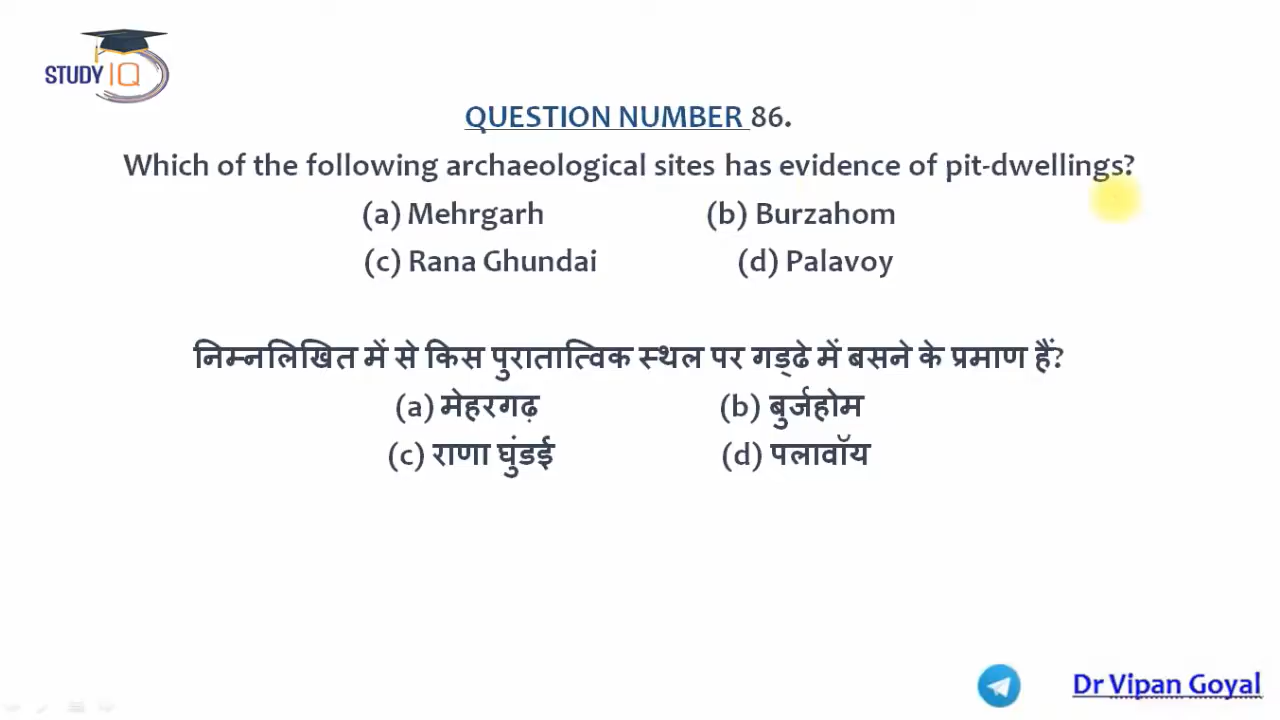 STUDY IQ
QUESTION NUMBER 86.
Which of the following archaeological sites has evidence of pit-dwellings?
(a) Mehrgarh (b) Burzahom
(c) Rana Ghundai (d) Palavoy
निम्नलिखित में से किस पुरातात्विक स्थल पर गड्ढे में बसने के प्रमाण हैं?
(a) मेहरगढ़ (b) बुर्जहोम
(c) राणा घुंडई (d) पलावॉय
Dr Vipan Goyal